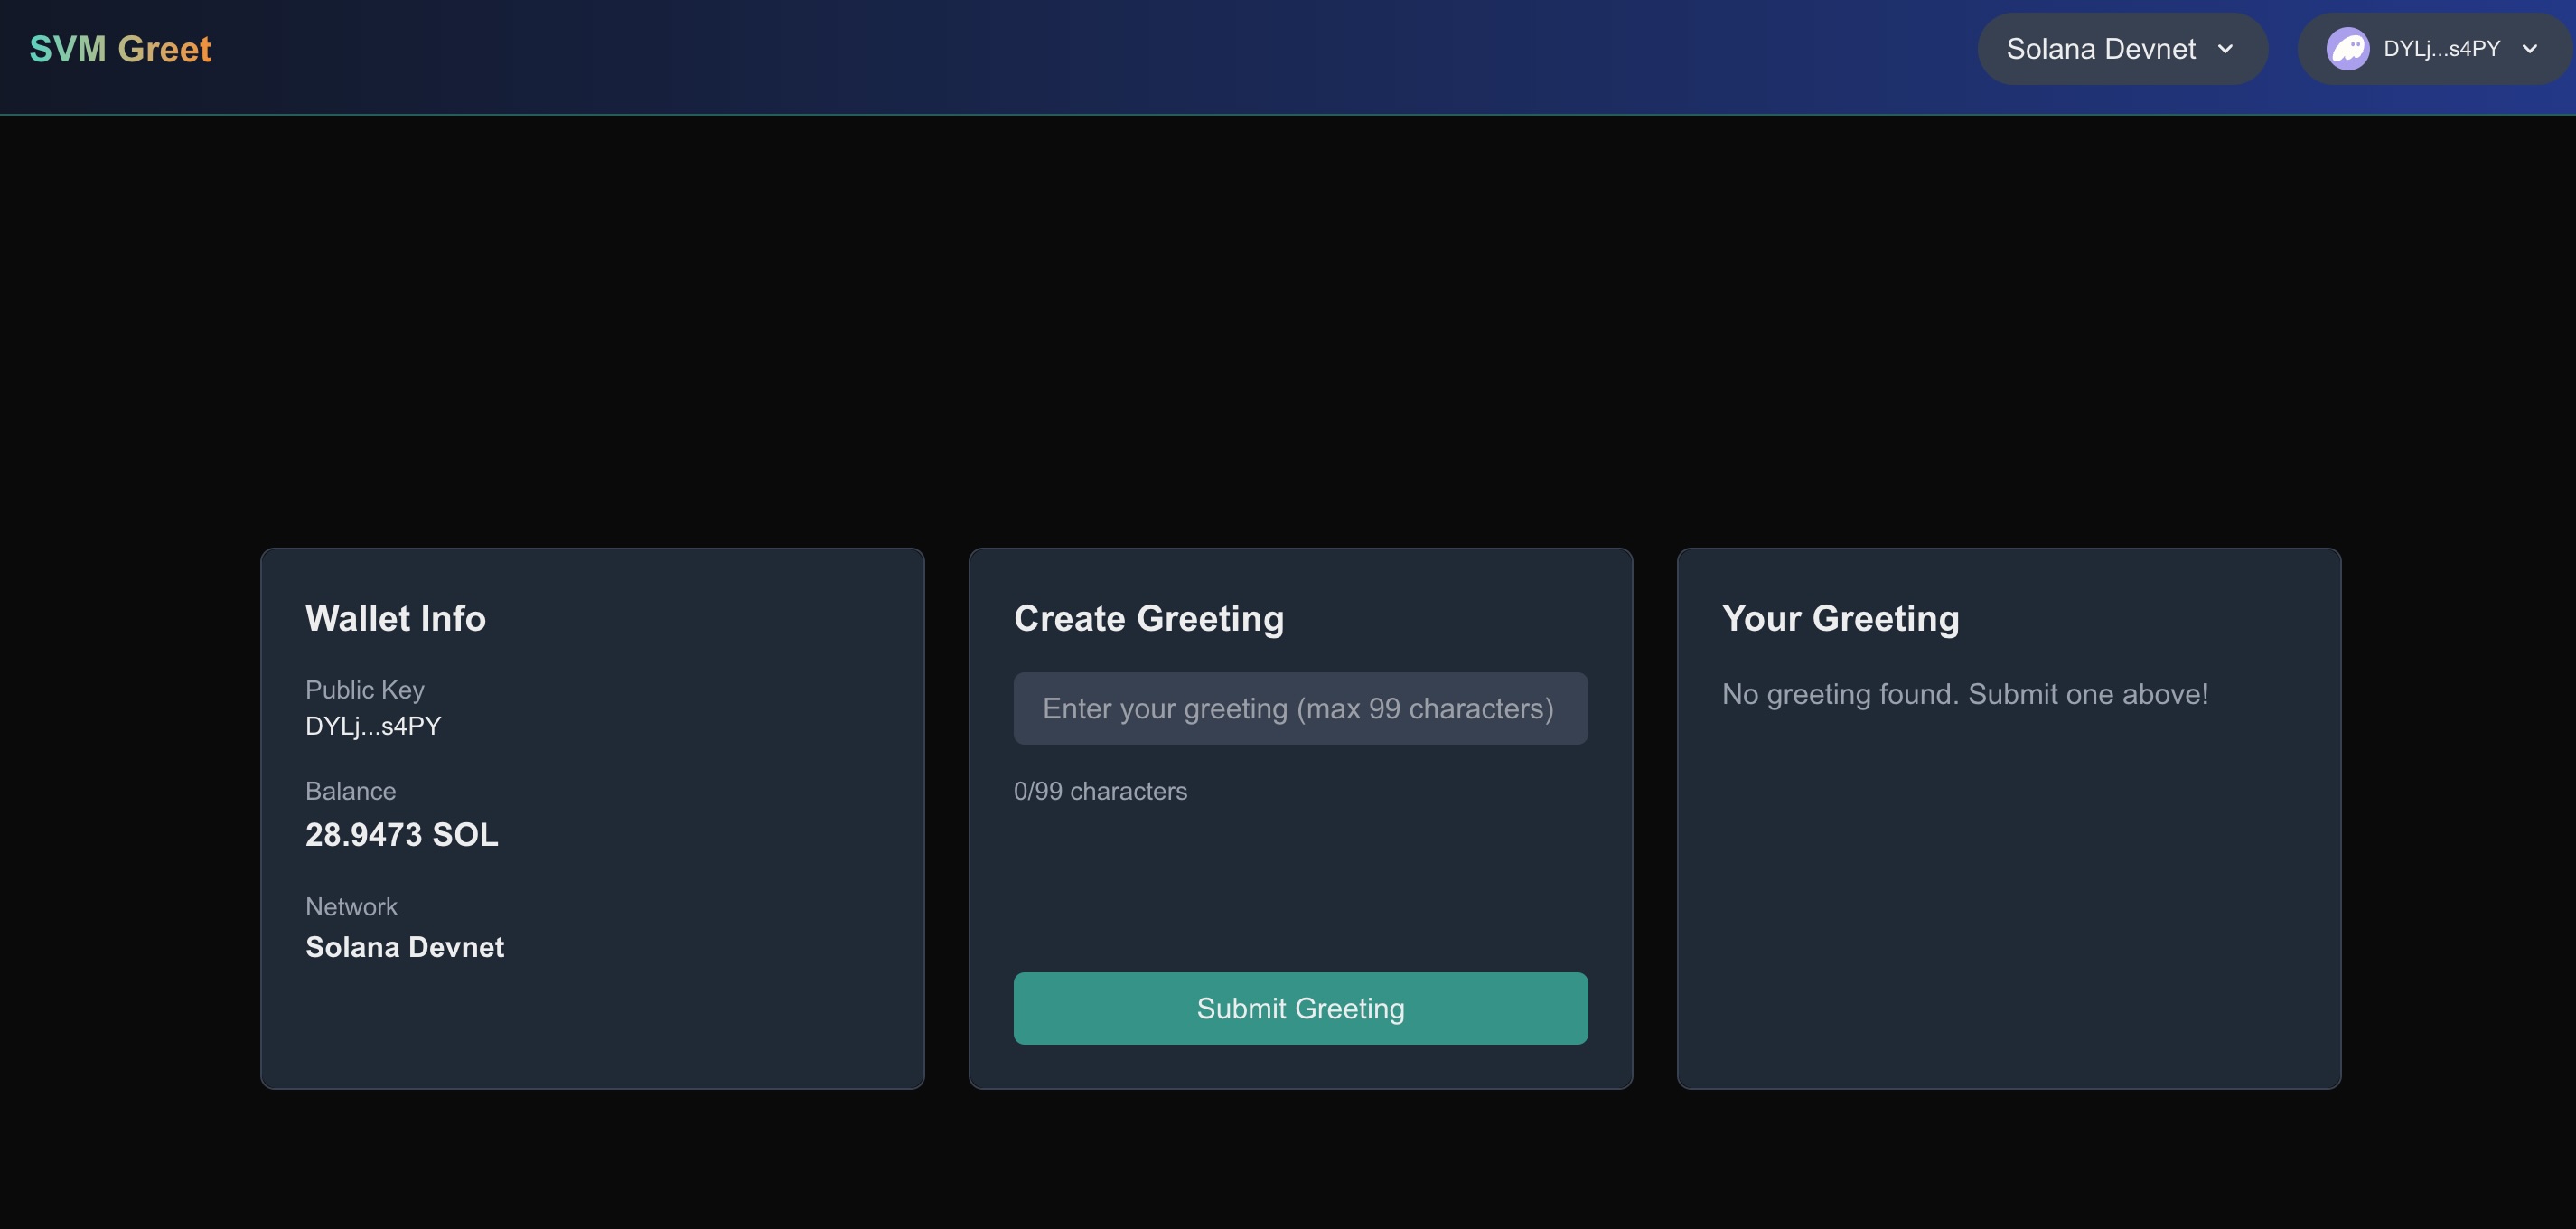 SVM Greet
Solana Devnet
DYLj...s4PY
Wallet Info
Public Key
DYLj...s4PY
Balance
28.9473 SOL
Network
Solana Devnet
Create Greeting
Enter your greeting (max 99 characters)
0/99 characters
Submit Greeting
Your Greeting
No greeting found. Submit one above!